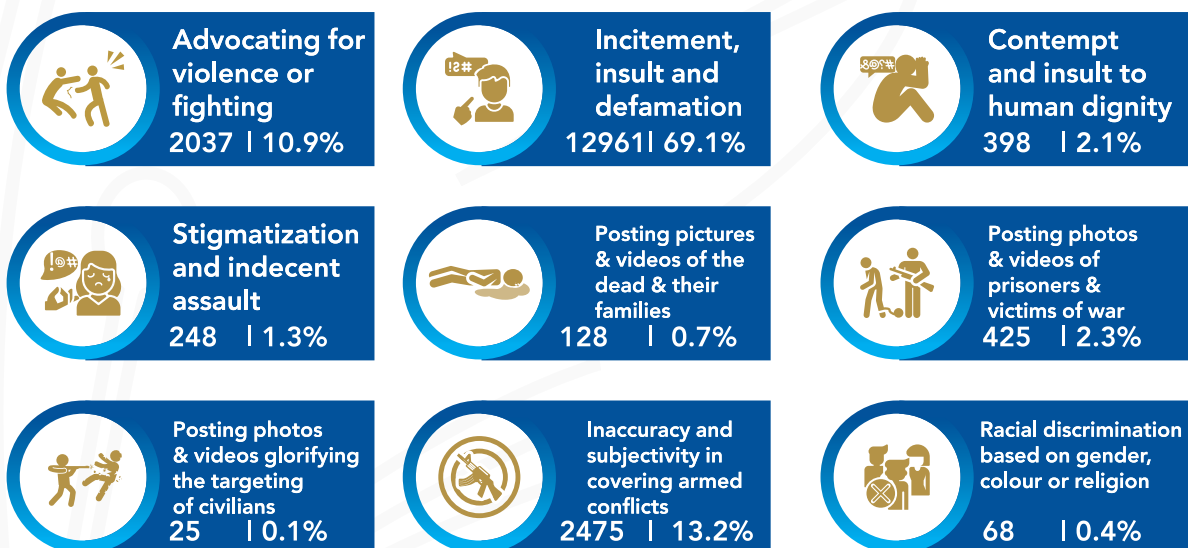 Advocating for
violence or
fighting
2037 | 10.9%
Incitement,
insult and
defamation
12961| 69.1%
Contempt
and insult to
human dignity
398 | 2.1%
Stigmatization
and indecent
assault
248 | 1.3%
Posting pictures
& videos of the
dead & their
families
128 | 0.7%
Posting photos
& videos of
prisoners &
victims of war
425 | 2.3%
Posting photos
& videos glorifying
the targeting
of civilians
25 | 0.1%
Inaccuracy and
subjectivity in
covering armed
conflicts
2475 | 13.2%
Racial discrimination
based on gender,
colour or religion
68 | 0.4%